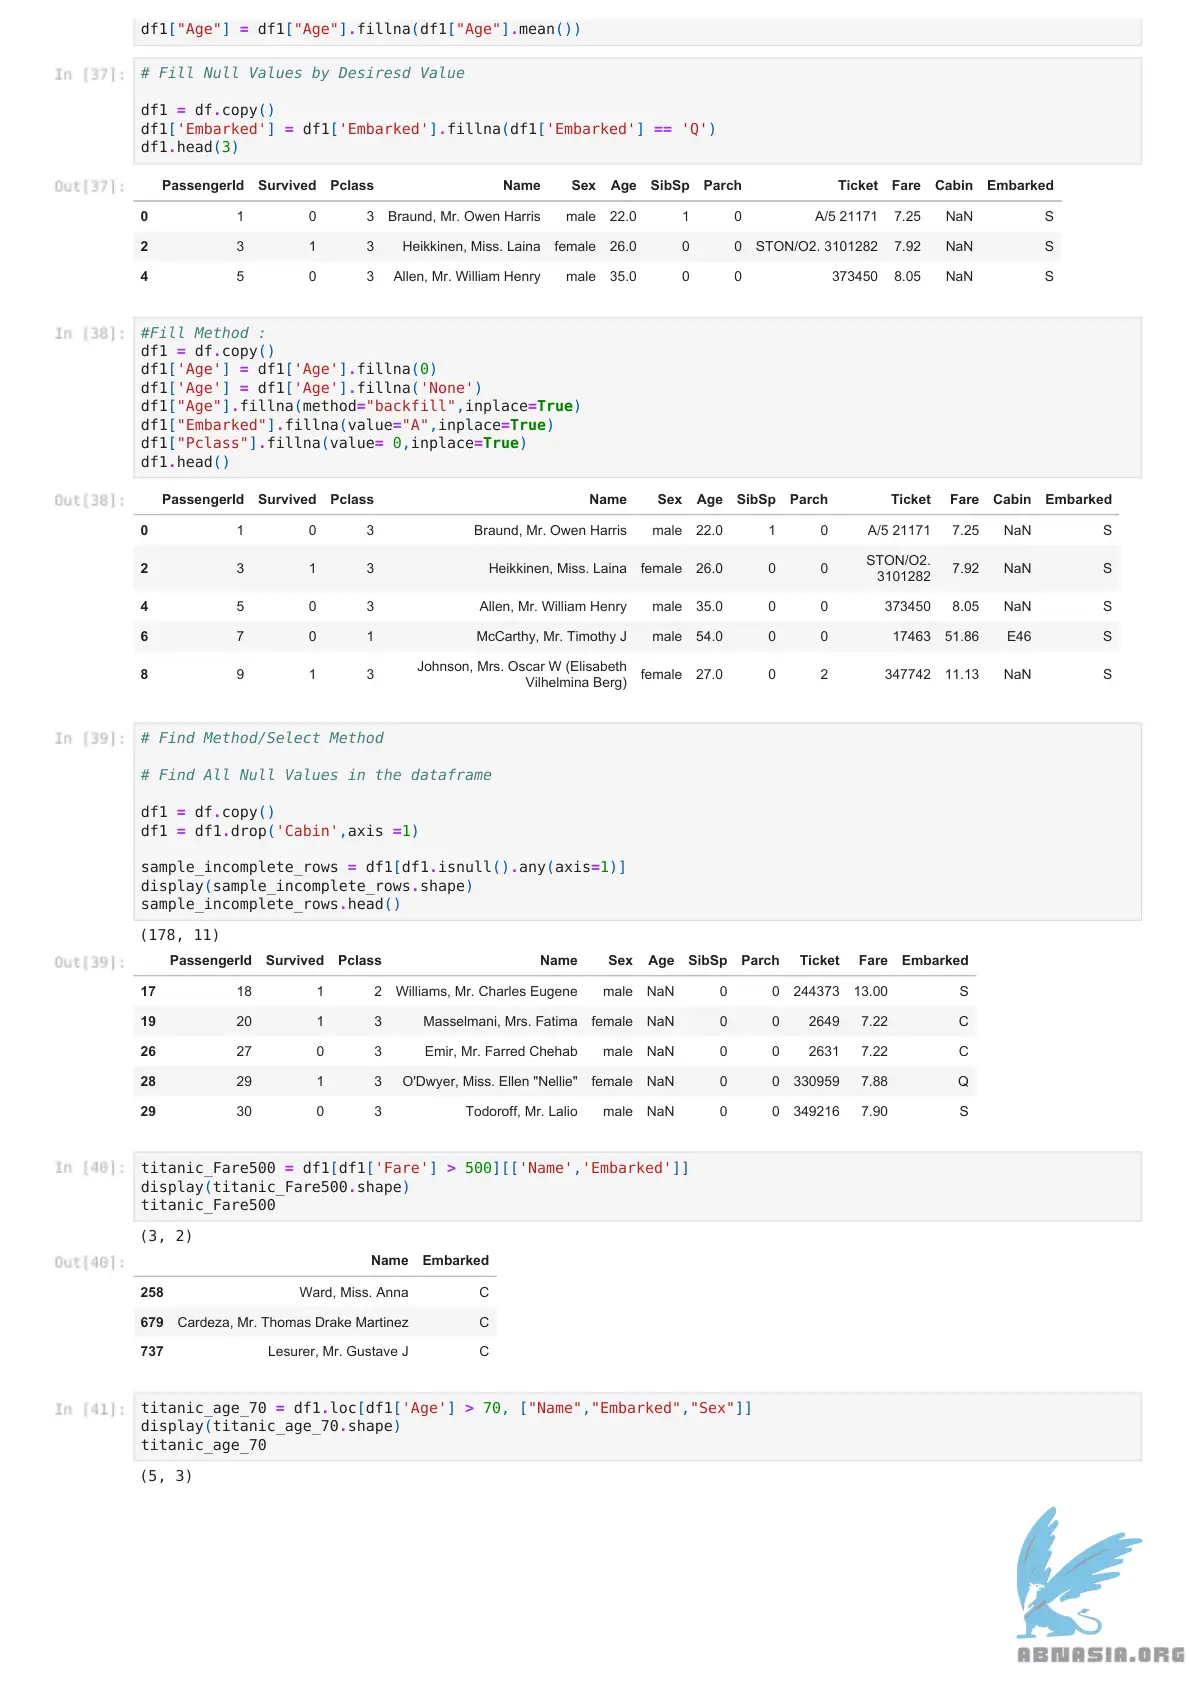 df1["Age"] = df1["Age"].fillna(df1["Age"].mean())
In [37]: # Fill Null Values by Desiresd Value
df1 = df.copy()
df1['Embarked'] = df1['Embarked'].fillna(df1['Embarked'] == 'Q')
df1.head(3)
Out[37]: PassengerId Survived Pclass Name Sex Age SibSp Parch Ticket Fare Cabin Embarked
0 1 0 3 Braund, Mr. Owen Harris male 22.0 1 0 A/5 21171 7.25 NaN S
2 3 1 3 Heikkinen, Miss. Laina female 26.0 0 0 STON/O2. 3101282 7.92 NaN S
4 5 0 3 Allen, Mr. William Henry male 35.0 0 0 373450 8.05 NaN S
In [38]: #Fill Method :
df1 = df.copy()
df1['Age'] = df1['Age'].fillna(0)
df1['Age'] = df1['Age'].fillna('None')
df1["Age"].fillna(method="backfill",inplace=True)
df1["Embarked"].fillna(value="A",inplace=True)
df1["Pclass"].fillna(value= 0,inplace=True)
df1.head()
Out[38]: PassengerId Survived Pclass Name Sex Age SibSp Parch Ticket Fare Cabin Embarked
0 1 0 3 Braund, Mr. Owen Harris male 22.0 1 0 A/5 21171 7.25 NaN S
2 3 1 3 Heikkinen, Miss. Laina female 26.0 0 0 STON/O2. 7.92 NaN S
3101282
4 5 0 3 Allen, Mr. William Henry male 35.0 0 0 373450 8.05 NaN S
6 7 0 1 McCarthy, Mr. Timothy J male 54.0 0 0 17463 51.86 E46 S
8 9 1 3 Johnson, Mrs. Oscar W (Elisabeth female 27.0 0 2 347742 11.13 NaN S
Vilhelmina Berg)
In [39]: # Find Method/Select Method
# Find All Null Values in the dataframe
df1 = df.copy()
df1 = df1.drop('Cabin',axis =1)
sample_incomplete_rows = df1[df1.isnull().any(axis=1)]
display(sample_incomplete_rows.shape)
sample_incomplete_rows.head()
(178, 11)
Out[39]: PassengerId Survived Pclass Name Sex Age SibSp Parch Ticket Fare Embarked
17 18 1 2 Williams, Mr. Charles Eugene male NaN 0 0 244373 13.00 S
19 20 1 3 Masselmani, Mrs. Fatima female NaN 0 0 2649 7.22 C
26 27 0 3 Emir, Mr. Farred Chehab male NaN 0 0 2631 7.22 C
28 29 1 3 O'Dwyer, Miss. Ellen "Nellie" female NaN 0 0 330959 7.88 Q
29 30 0 3 Todoroff, Mr. Lalio male NaN 0 0 349216 7.90 S
In [40]: titanic_Fare500 = df1[df1['Fare'] > 500][['Name','Embarked']]
display(titanic_Fare500.shape)
titanic_Fare500
(3, 2)
Out[40]: Name Embarked
258 Ward, Miss. Anna C
679 Cardeza, Mr. Thomas Drake Martinez C
737 Lesurer, Mr. Gustave J C
In [41]: titanic_age_70 = df1.loc[df1['Age'] > 70, ["Name","Embarked","Sex"]]
display(titanic_age_70.shape)
titanic_age_70
(5, 3)
ABNASIA.ORG